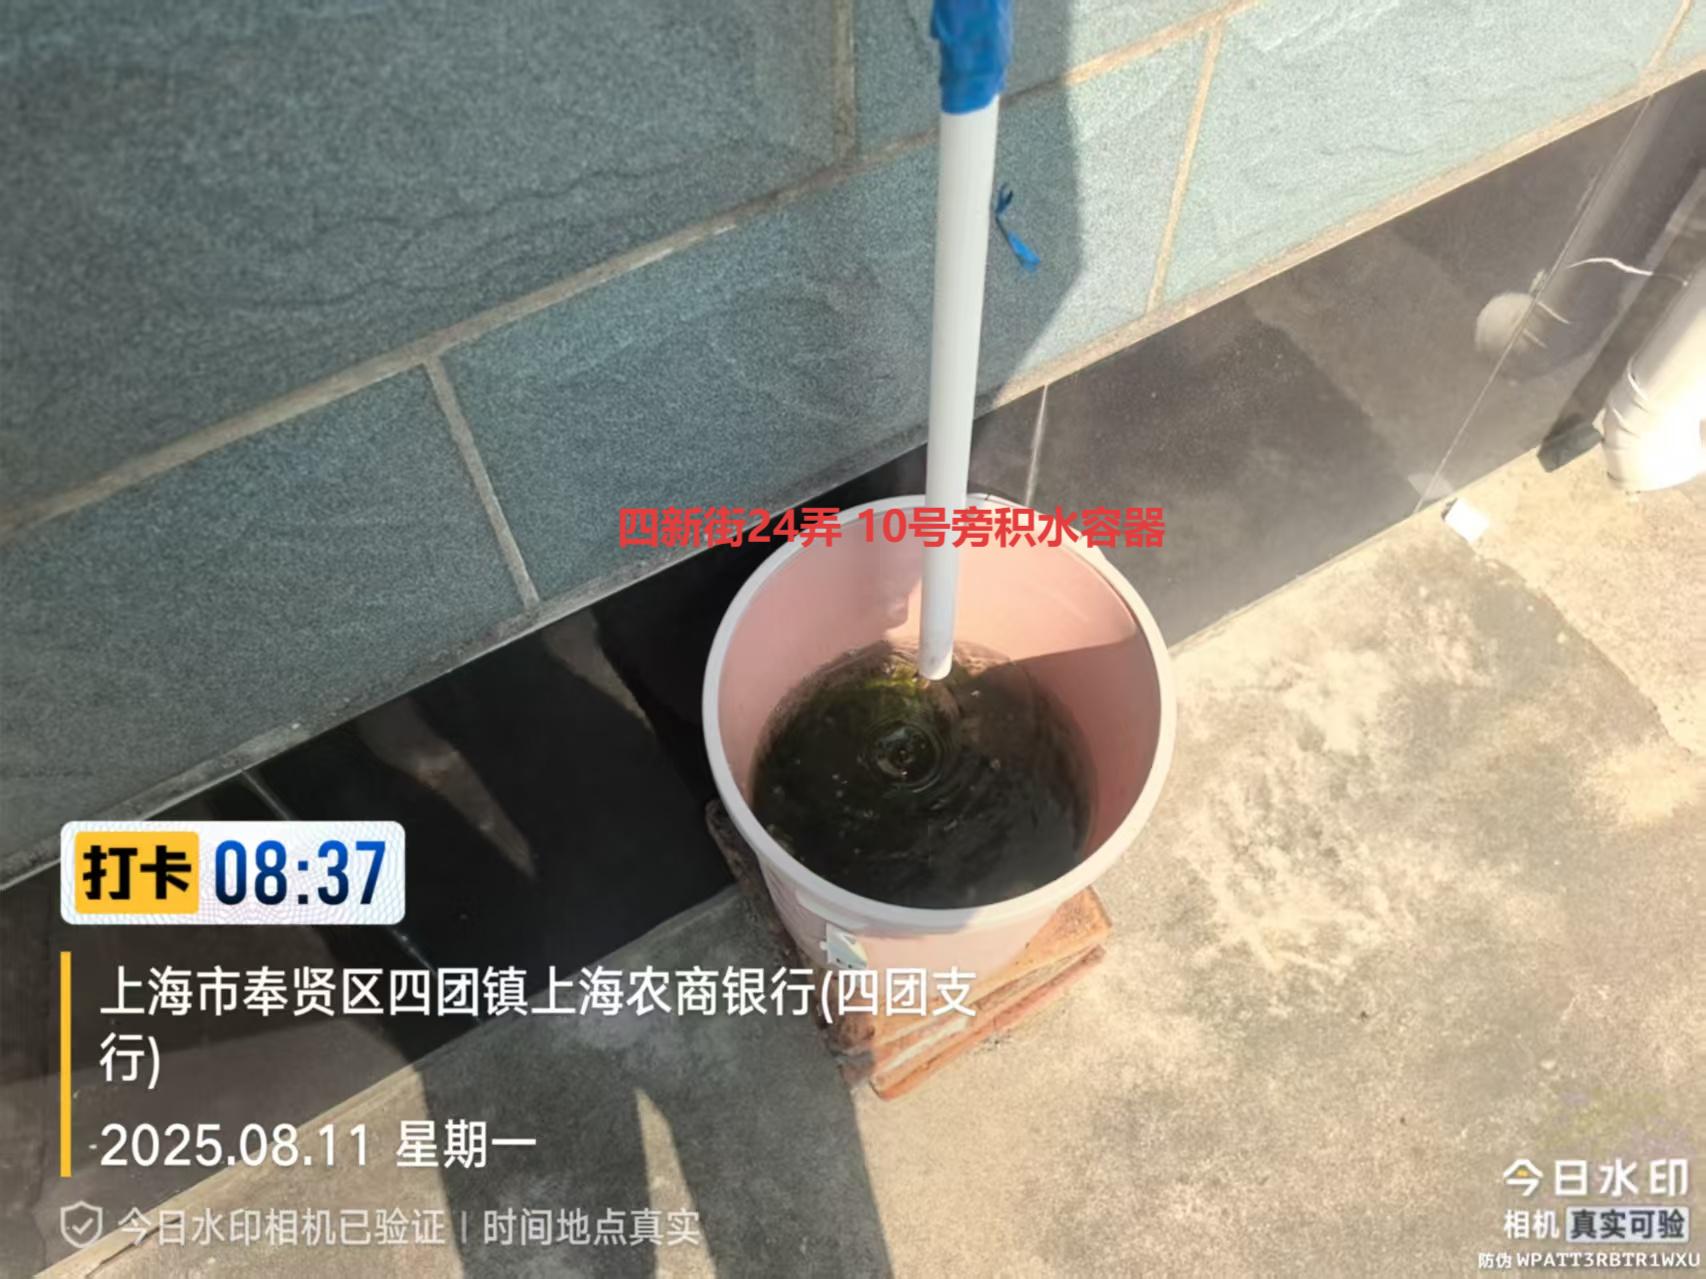 四新街24弄 10号旁积水容器
打卡 08:37
上海市奉贤区四团镇上海农商银行(四团支
行)
2025.08.11 星期一
今日水印相机已验证 | 时间地点真实
今日水印
相机 真实可验
防伪 WPATT3RBTR1WXU